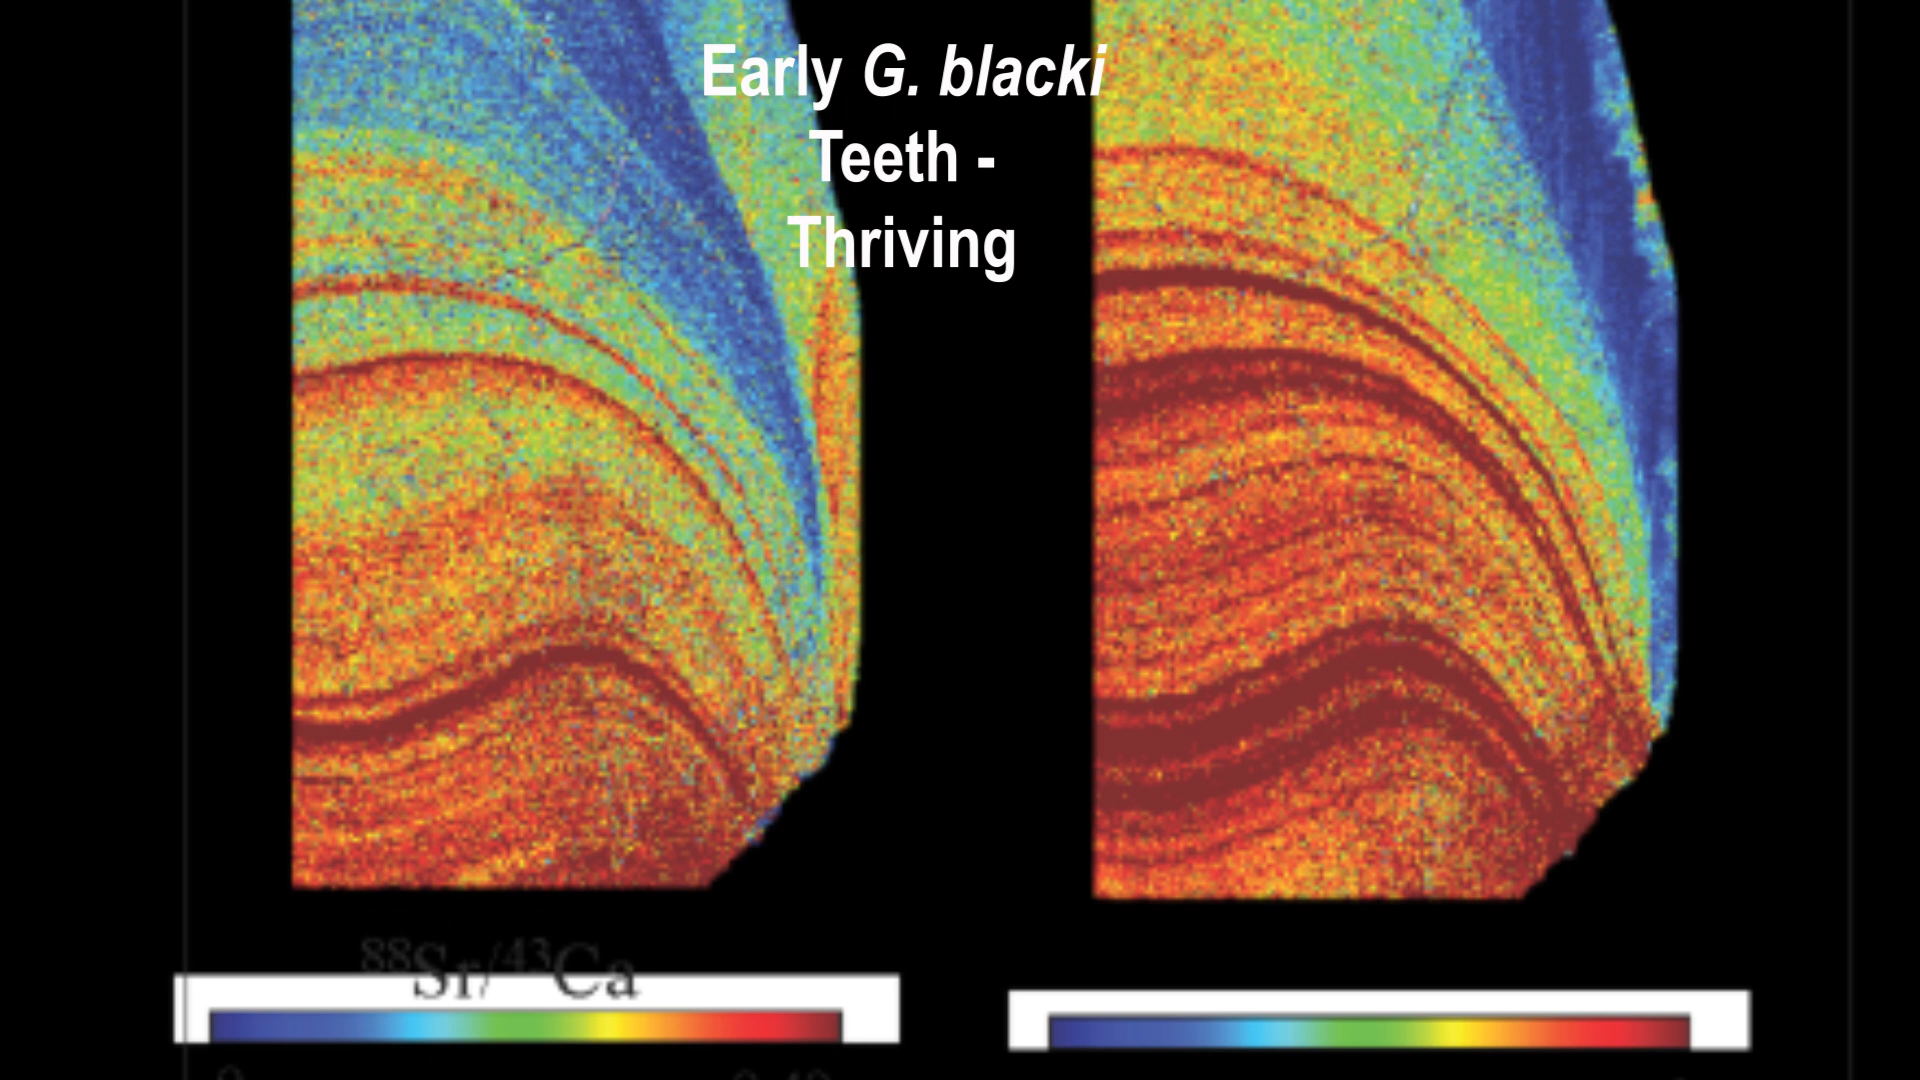 Early G. blacki
Teeth -
Thriving
⁸⁸Sr/⁴³Ca